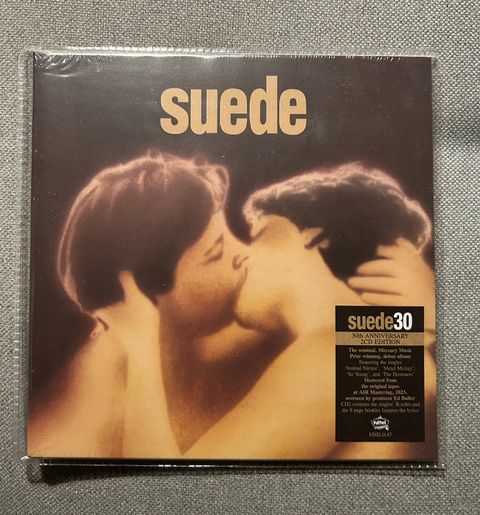 suede
suede30
30th ANNIVERSARY
2CD EDITION
The seminal, Mercury Music
Prize winning, debut album
Featuring the singles
'Animal Nitrate', 'Metal Mickey',
'So Young', and 'The Drowners'
Mastered from
the original tapes
at AIR Mastering, 2023
overseen by producer Ed Buller
CD2 contains the singles' B-sides and
the 8 page booklet features the lyrics